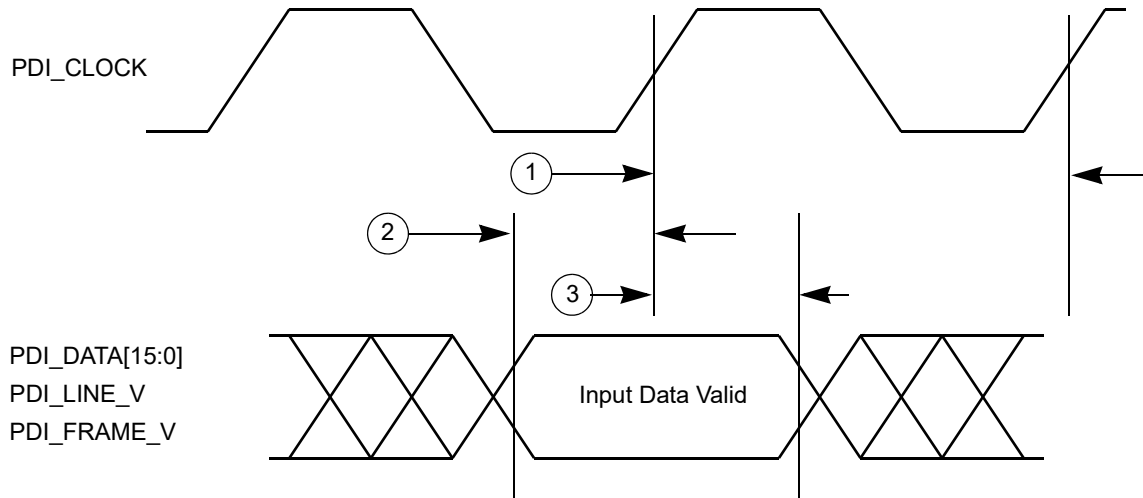 PDI_CLOCK
1
2
3
PDI_DATA[15:0]
PDI_LINE_V
Input Data Valid
PDI_FRAME_V